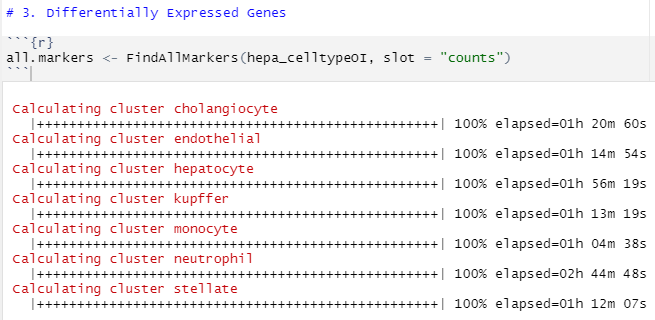 # 3. Differentially Expressed Genes
```{r}
all.markers <- FindAllMarkers(hepa_celltypeOI, slot = "counts")
```
Calculating cluster cholangiocyte
|++++++++++++++++++++++++++++++++++++++++++++++++++| 100% elapsed=01h 20m 60s
Calculating cluster endothelial
|++++++++++++++++++++++++++++++++++++++++++++++++++| 100% elapsed=01h 14m 54s
Calculating cluster hepatocyte
|++++++++++++++++++++++++++++++++++++++++++++++++++| 100% elapsed=01h 56m 19s
Calculating cluster kupffer
|++++++++++++++++++++++++++++++++++++++++++++++++++| 100% elapsed=01h 13m 19s
Calculating cluster monocyte
|++++++++++++++++++++++++++++++++++++++++++++++++++| 100% elapsed=01h 04m 38s
Calculating cluster neutrophil
|++++++++++++++++++++++++++++++++++++++++++++++++++| 100% elapsed=02h 44m 48s
Calculating cluster stellate
|++++++++++++++++++++++++++++++++++++++++++++++++++| 100% elapsed=01h 12m 07s